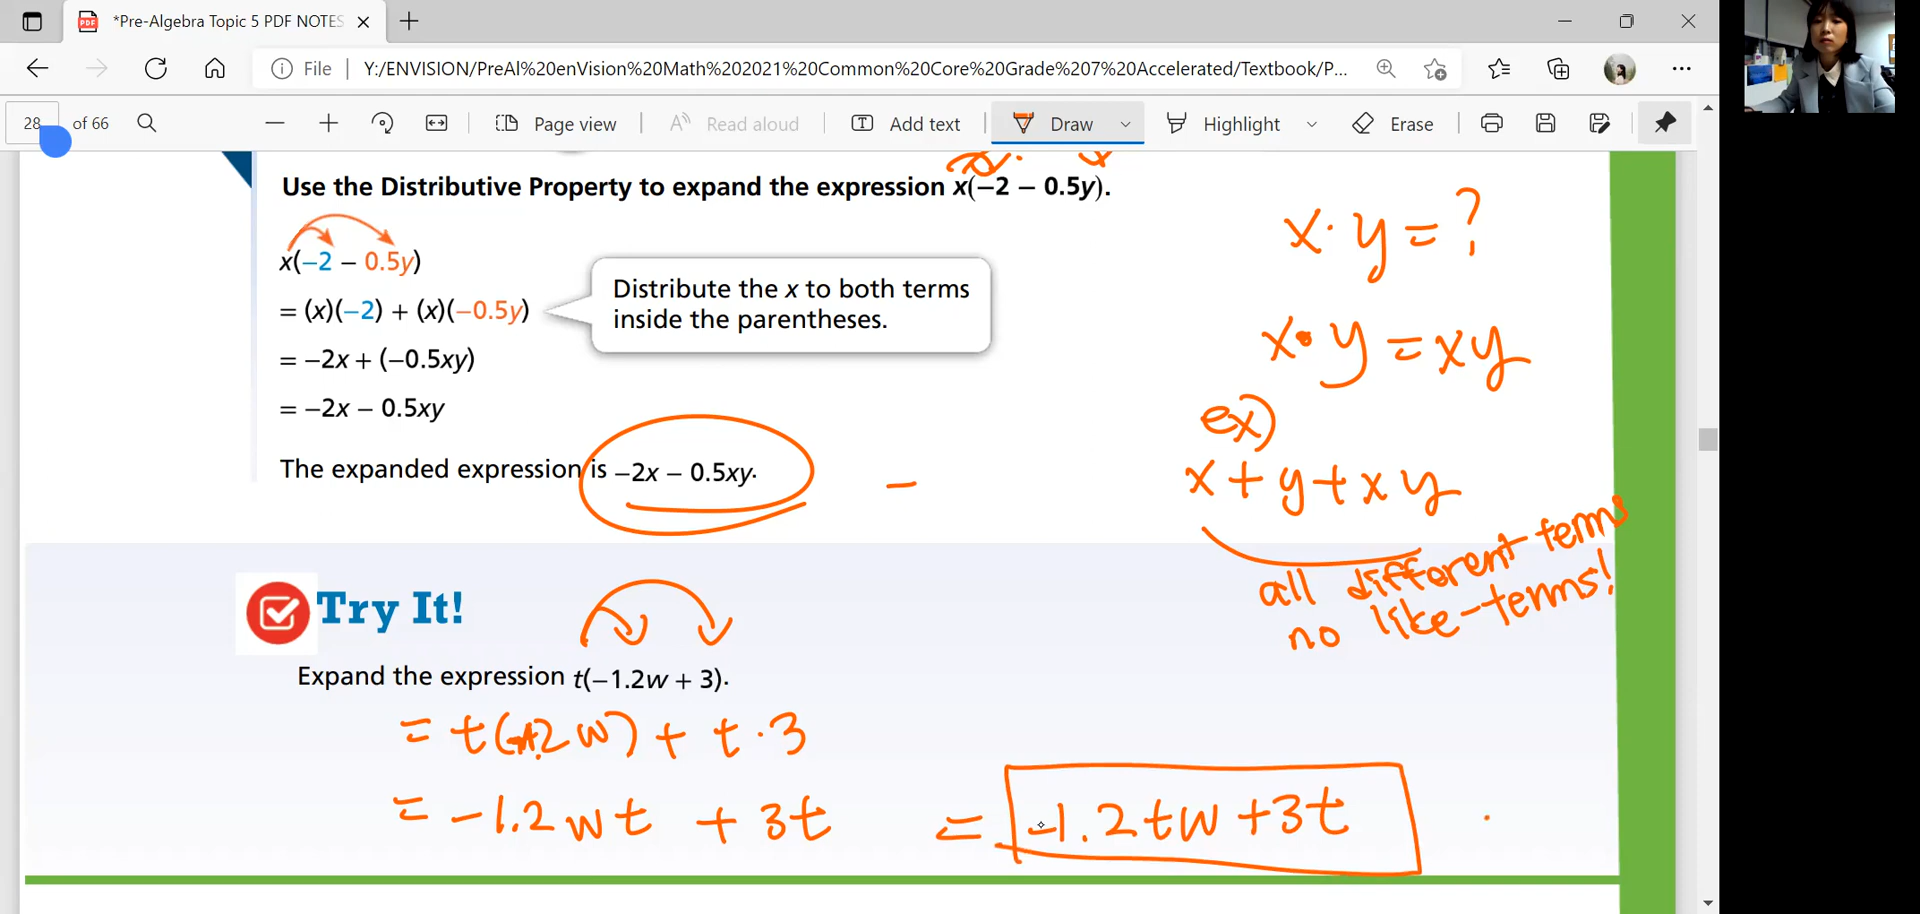 *Pre-Algebra Topic 5 PDF NOTES
File
Y:/ENVISION/PreAl%20enVision%20Math%202021%20Common%20Core%20Grade%207%20Accelerated/Textbook/P...
28 of 66
Page view
Read aloud
Add text
Draw
Highlight
Erase
Use the Distributive Property to expand the expression x(−2 − 0.5y).
x(−2 − 0.5y)
= (x)(−2) + (x)(−0.5y)
Distribute the x to both terms
inside the parentheses.
= −2x + (−0.5xy)
= −2x − 0.5xy
The expanded expression is −2x − 0.5xy.
x · y = ?
x · y = xy
ex)
x + y + xy
all different terms
no like-terms!
Try It!
Expand the expression t(−1.2w + 3).
= t(-1.2w) + t · 3
= -1.2wt + 3t = -1.2tw + 3t